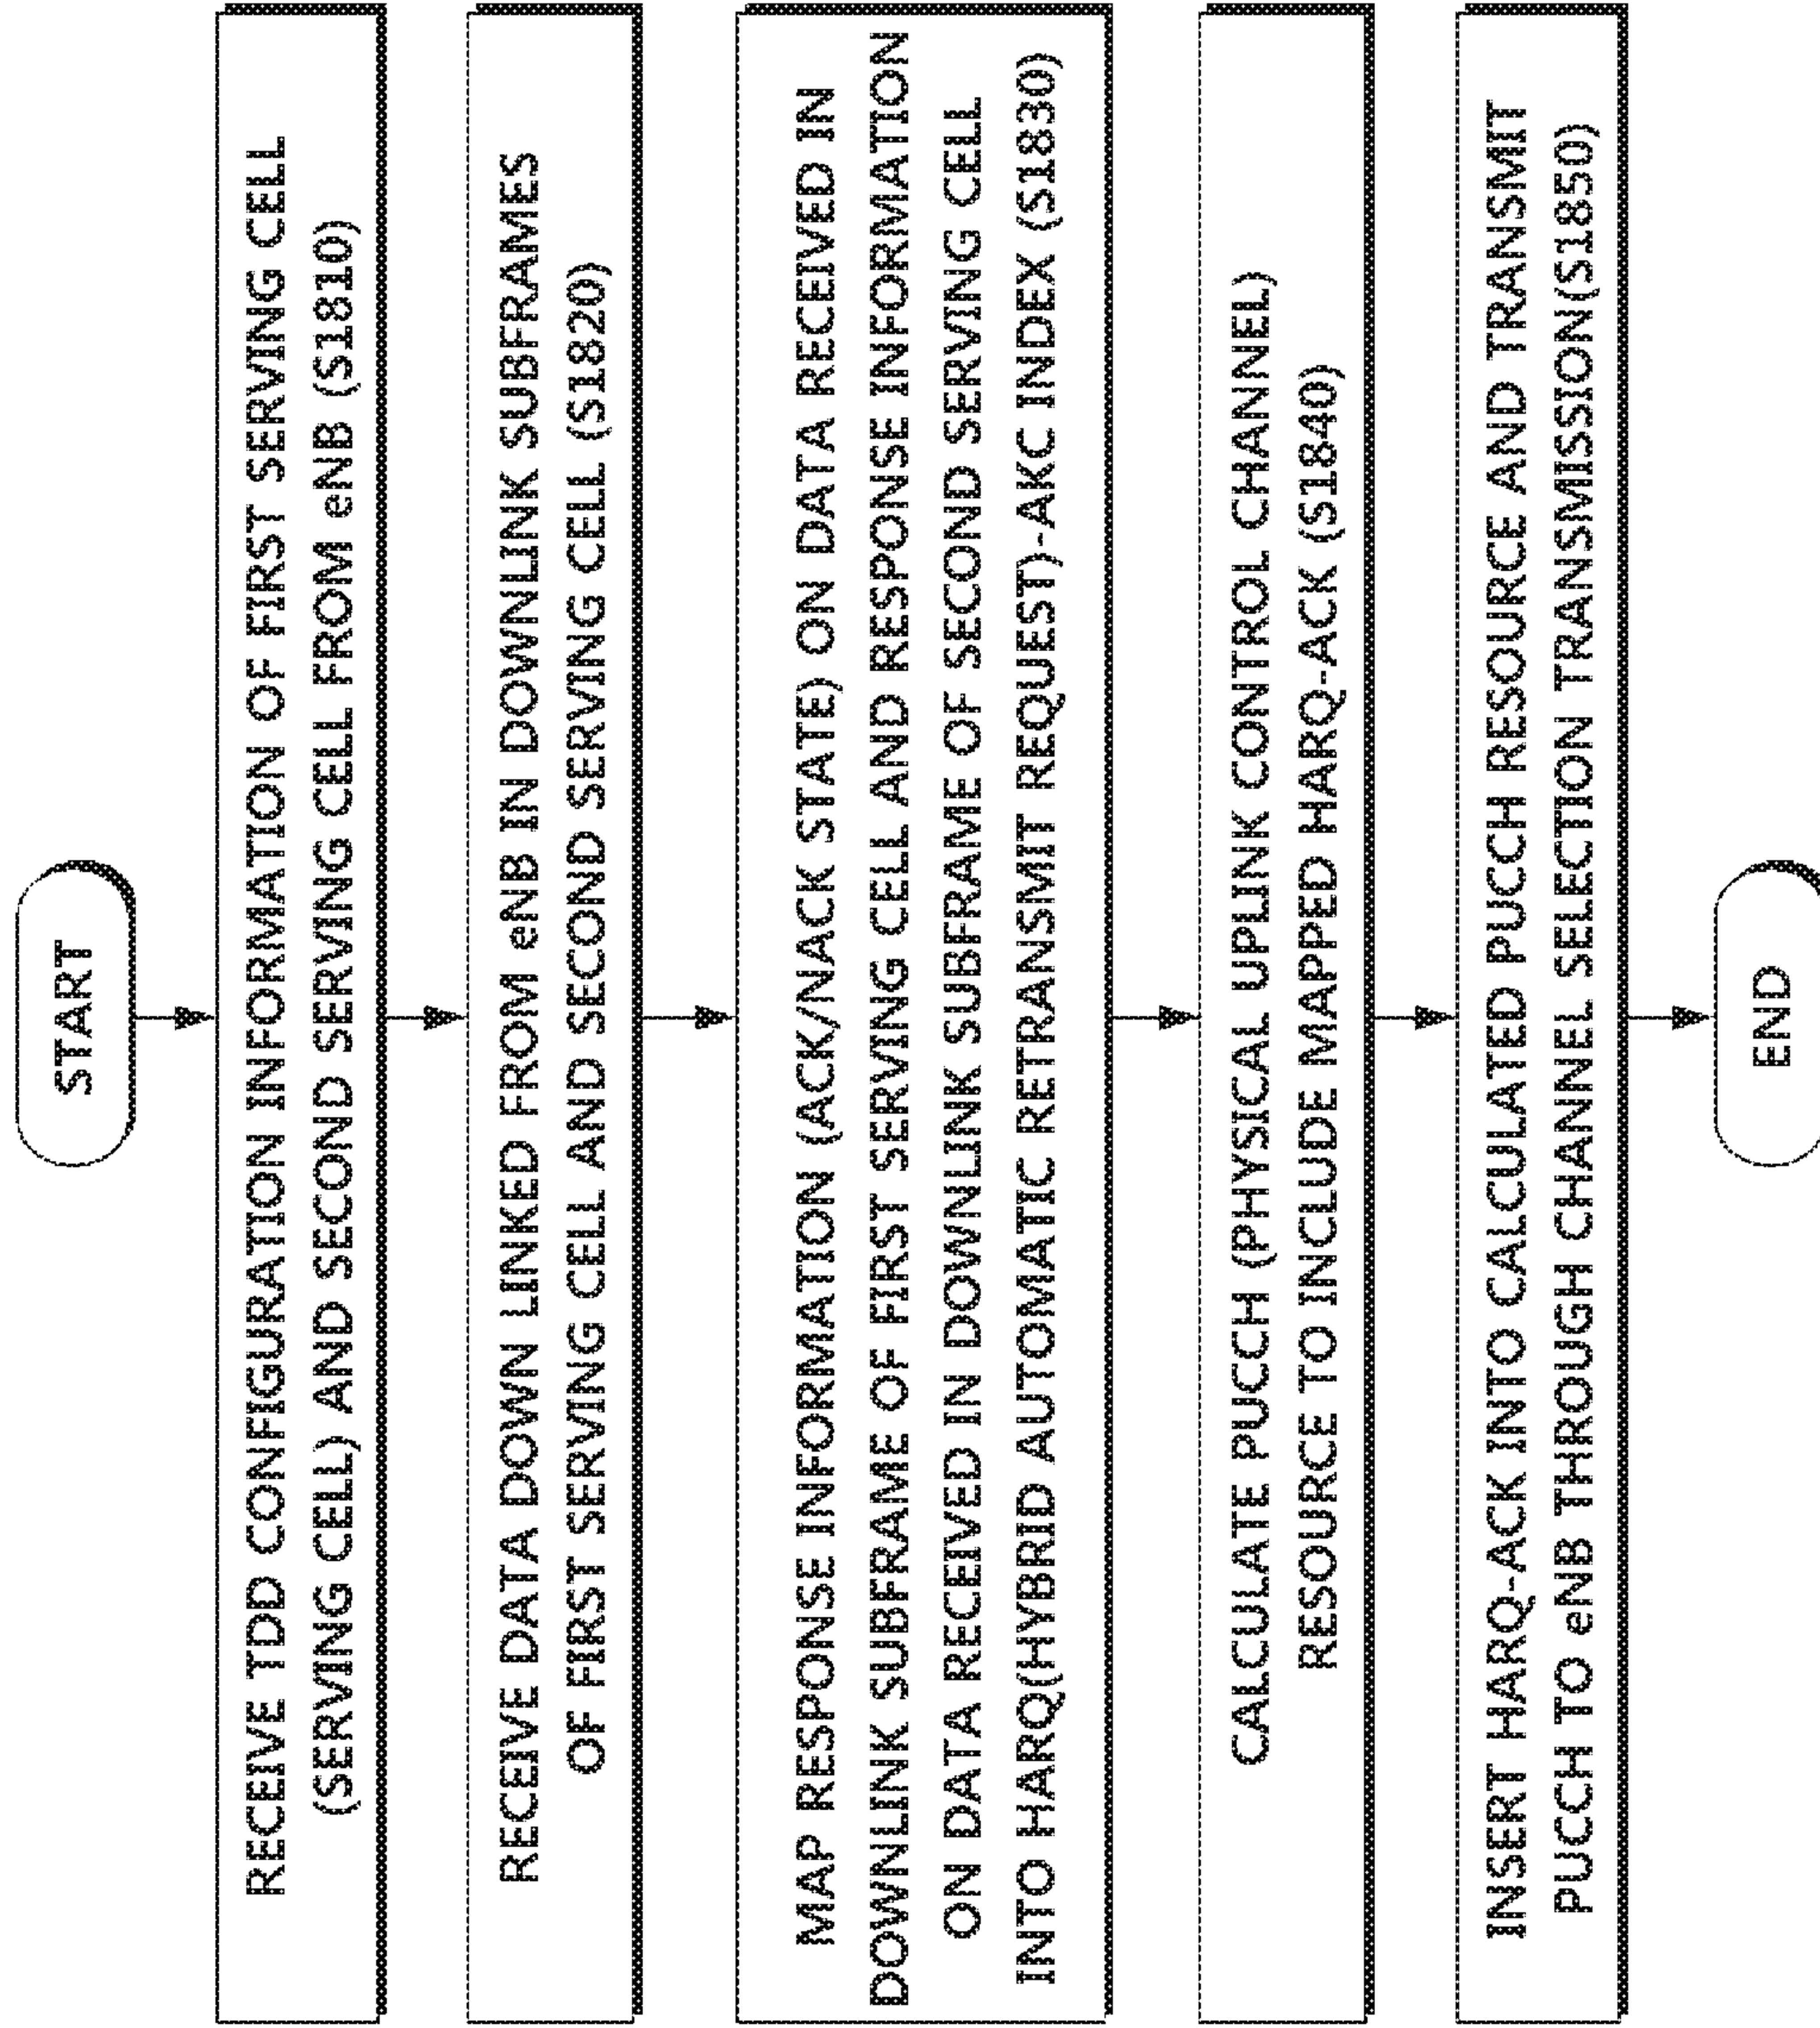 START
RECEIVE TDD CONFIGURATION INFORMATION OF FIRST SERVING CELL
(SERVING CELL) AND SECOND SERVING CELL FROM eNB (S1810)
RECEIVE DATA DOWN LINKED FROM eNB IN DOWNLINK SUBFRAMES
OF FIRST SERVING CELL AND SECOND SERVING CELL (S1820)
MAP RESPONSE INFORMATION (ACK/NACK STATE) ON DATA RECEIVED IN
DOWNLINK SUBFRAME OF FIRST SERVING CELL AND RESPONSE INFORMATION
ON DATA RECEIVED IN DOWNLINK SUBFRAME OF SECOND SERVING CELL
INTO HARQ(HYBRID AUTOMATIC RETRANSMIT REQUEST)-AKC INDEX (S1830)
CALCULATE PUCCH (PHYSICAL UPLINK CONTROL CHANNEL)
RESOURCE TO INCLUDE MAPPED HARQ-ACK (S1840)
INSERT HARQ-ACK INTO CALCULATED PUCCH RESOURCE AND TRANSMIT
PUCCH TO eNB THROUGH CHANNEL SELECTION TRANSMISSION(S1850)
END